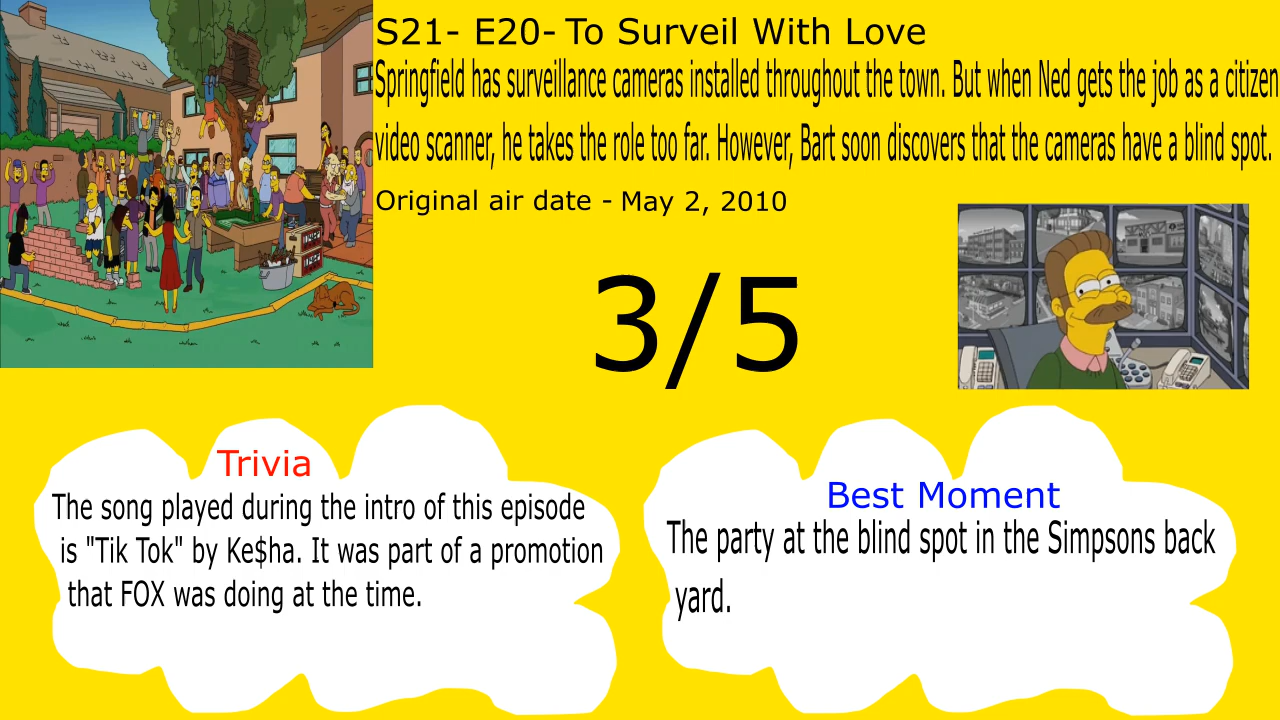 S21- E20- To Surveil With Love
Springfield has surveillance cameras installed throughout the town. But when Ned gets the job as a citizen
video scanner, he takes the role too far. However, Bart soon discovers that the cameras have a blind spot.
Original air date - May 2, 2010
3/5
Trivia
The song played during the intro of this episode
is "Tik Tok" by Ke$ha. It was part of a promotion
that FOX was doing at the time.
Best Moment
The party at the blind spot in the Simpsons back
yard.